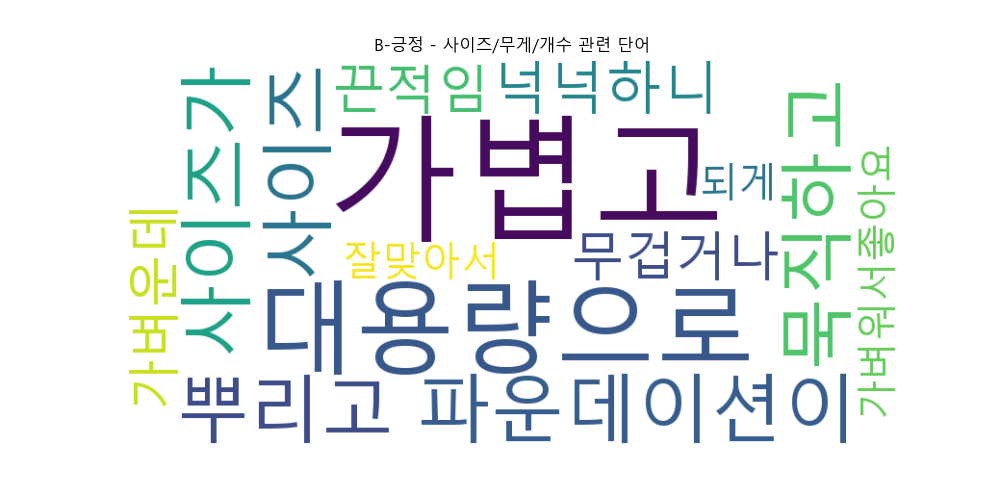 B-긍정 - 사이즈/무게/개수 관련 단어
끈적임
넉넉하니
사이즈가
사이즈
가볍고
되게
묵직하고
가벼워서좋아요
가벼운데
잘맞아서
무겁거나
대용량으로
뿌리고
파운데이션이